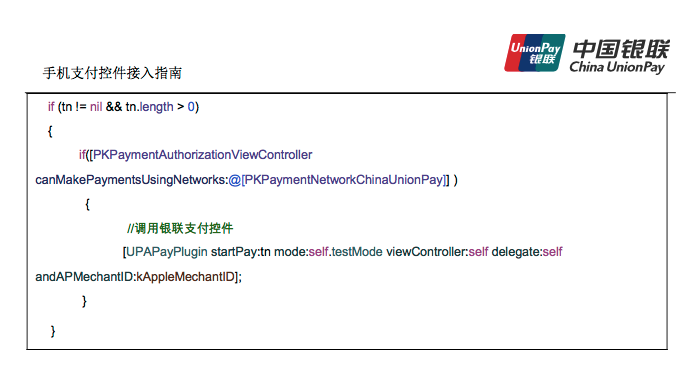 UnionPay
银联
中国银联
China UnionPay
手机支付控件接入指南
if (tn != nil && tn.length > 0)
{
if([PKPaymentAuthorizationViewController
canMakePaymentsUsingNetworks:@[PKPaymentNetworkChinaUnionPay]] )
{
//调用银联支付控件
[UPAPayPlugin startPay:tn mode:self.testMode viewController:self delegate:self
andAPMechantID:kAppleMechantID];
}
}